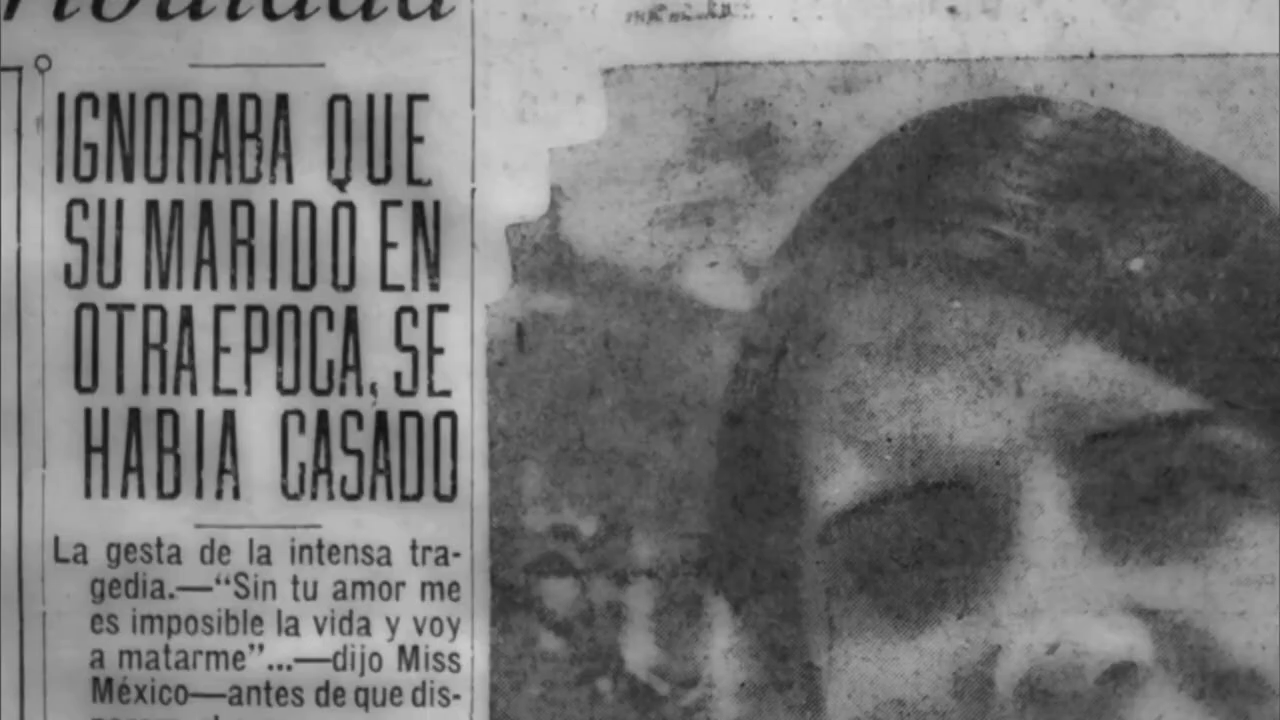 IGNORABA QUE
SU MARIDO EN
OTRA EPOCA, SE
HABIA CASADO
La gesta de la intensa tra-
gedia.—“Sin tu amor me
es imposible la vida y voy
a matarme”...—dijo Miss
México—antes de que dis-